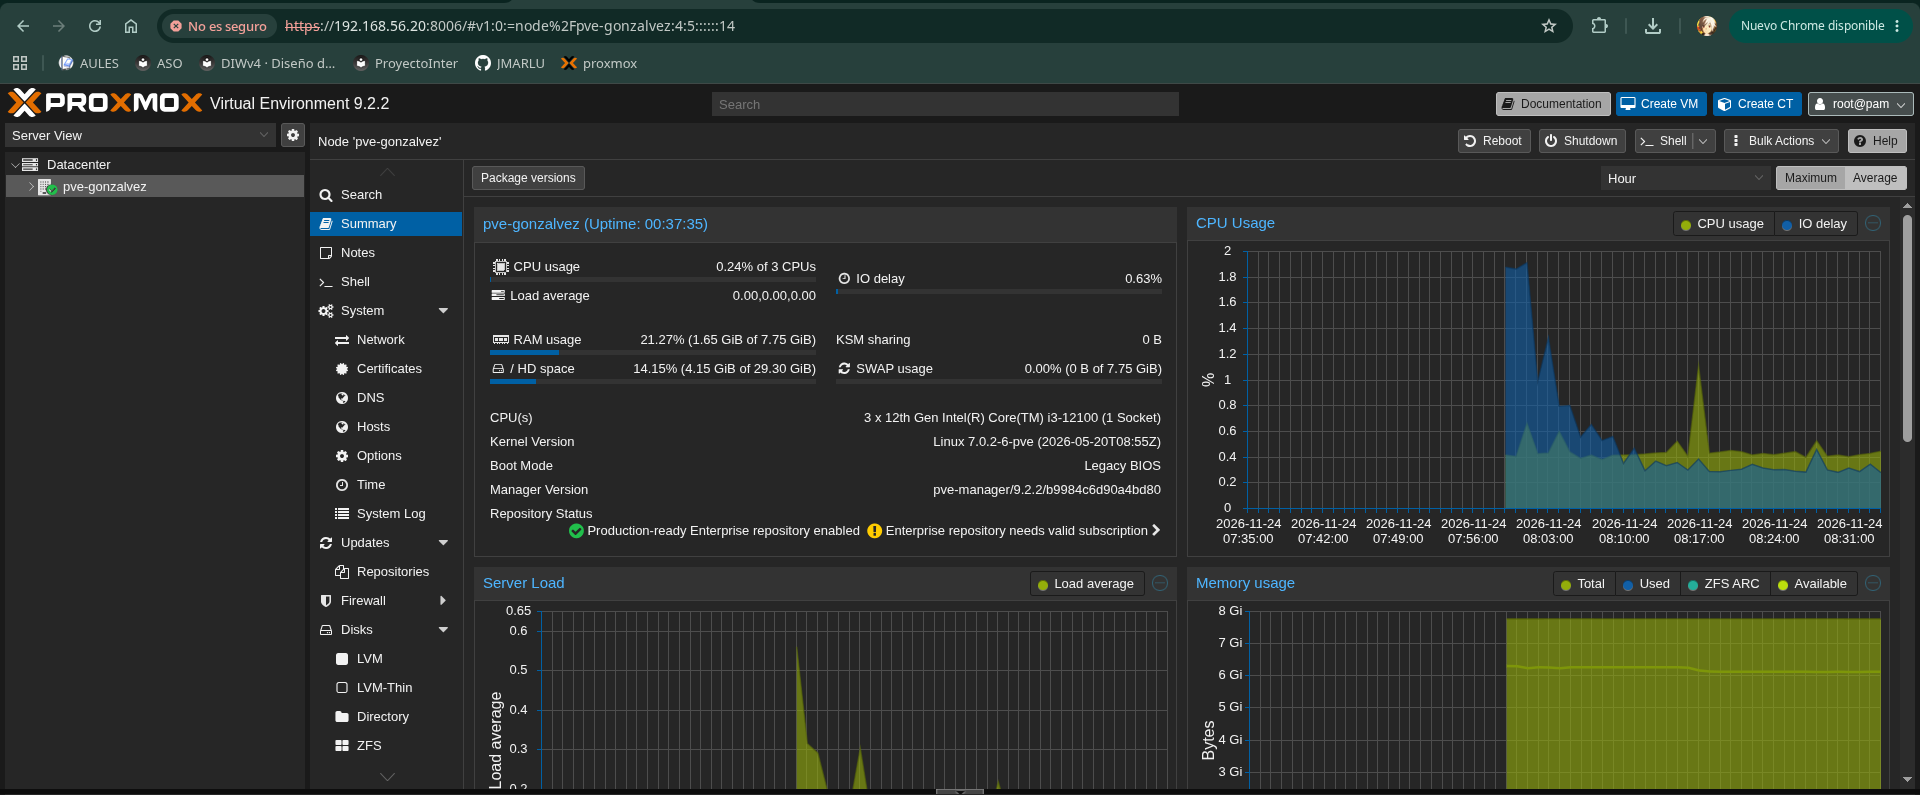 No es seguro https://192.168.56.20:8006/#v1:0:=node%2Fpve-gonzalvez:4:5::::::14 Nuevo Chrome disponible
AULES ASO DIWv4 · Diseño d... ProyectoInter JMARLU proxmox
PROXMOX Virtual Environment 9.2.2 Search Documentation Create VM Create CT root@pam
Server View
Node 'pve-gonzalvez' Reboot Shutdown Shell Bulk Actions Help
Datacenter
pve-gonzalvez
Search
Summary
Notes
Shell
System
Network
Certificates
DNS
Hosts
Options
Time
System Log
Updates
Repositories
Firewall
Disks
LVM
LVM-Thin
Directory
ZFS
Package versions Hour Maximum Average
pve-gonzalvez (Uptime: 00:37:35)
CPU usage 0.24% of 3 CPUs
IO delay 0.63%
Load average 0.00,0.00,0.00
RAM usage 21.27% (1.65 GiB of 7.75 GiB)
KSM sharing 0 B
/ HD space 14.15% (4.15 GiB of 29.30 GiB)
SWAP usage 0.00% (0 B of 7.75 GiB)
CPU(s) 3 x 12th Gen Intel(R) Core(TM) i3-12100 (1 Socket)
Kernel Version Linux 7.0.2-6-pve (2026-05-20T08:55Z)
Boot Mode Legacy BIOS
Manager Version pve-manager/9.2.2/b9984c6d90a4bd80
Repository Status
Production-ready Enterprise repository enabled Enterprise repository needs valid subscription
CPU Usage CPU usage IO delay
2
1.8
1.6
1.4
1.2
1
0.8
0.6
0.4
0.2
0
%
2026-11-24 2026-11-24 2026-11-24 2026-11-24 2026-11-24 2026-11-24 2026-11-24 2026-11-24 2026-11-24
07:35:00 07:42:00 07:49:00 07:56:00 08:03:00 08:10:00 08:17:00 08:24:00 08:31:00
Server Load Load average
0.65
0.6
0.5
0.4
0.3
0.2
Load average
Memory usage Total Used ZFS ARC Available
8 Gi
7 Gi
6 Gi
5 Gi
4 Gi
3 Gi
Bytes